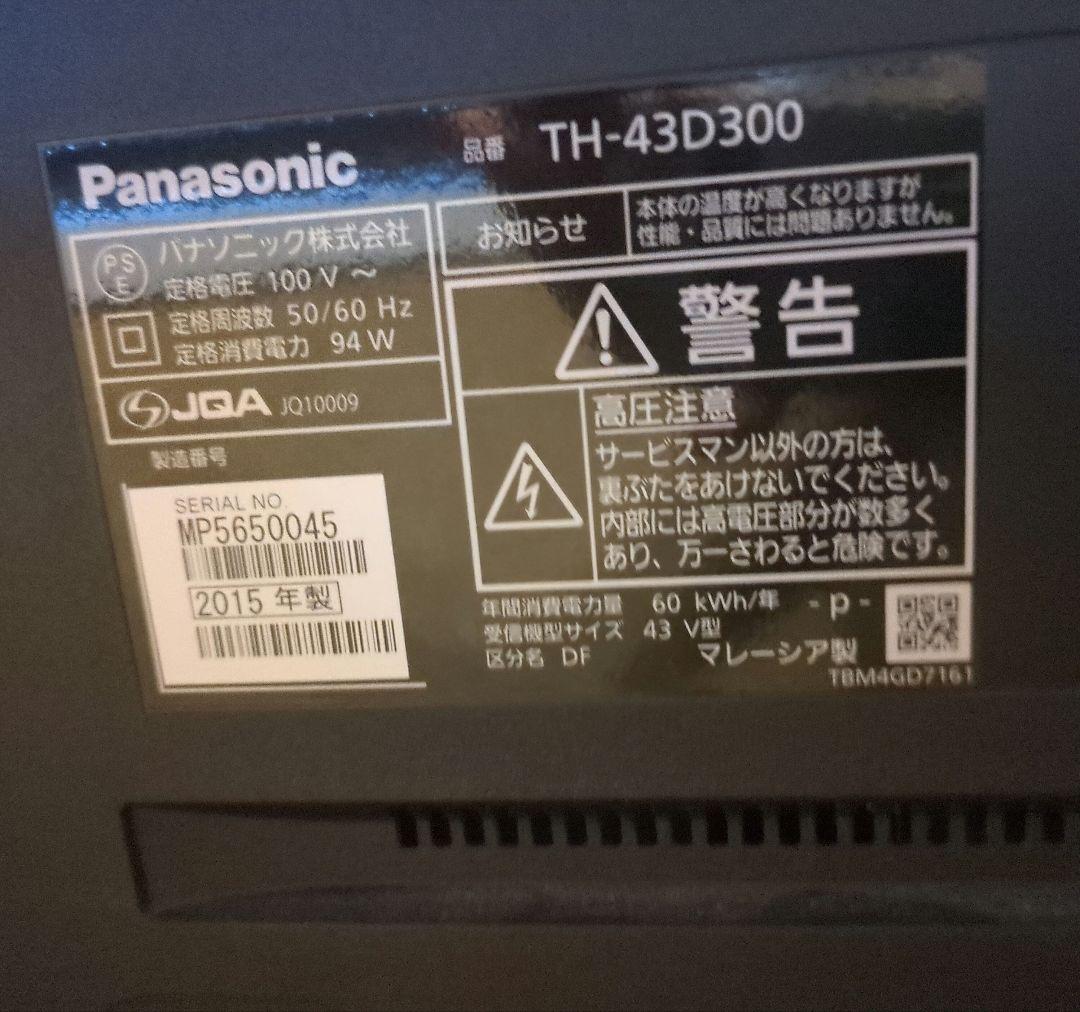 Panasonic
品番 TH-43D300
PS
E
パナソニック株式会社
定格電圧 100 V ~
定格周波数 50/60 Hz
定格消費電力 94 W
JQA JQ10009
製造番号
SERIAL NO.
MP5650045
2015 年製
お知らせ
本体の温度が高くなりますが
性能・品質には問題ありません。
警告
高圧注意
サービスマン以外の方は、
裏ぶたをあけないでください。
内部には高電圧部分が数多く
あり、万一さわると危険です。
年間消費電力量 60 kWh/年 - p -
受信機型サイズ 43 V型
区分名 DF マレーシア製
TBM4GD7161